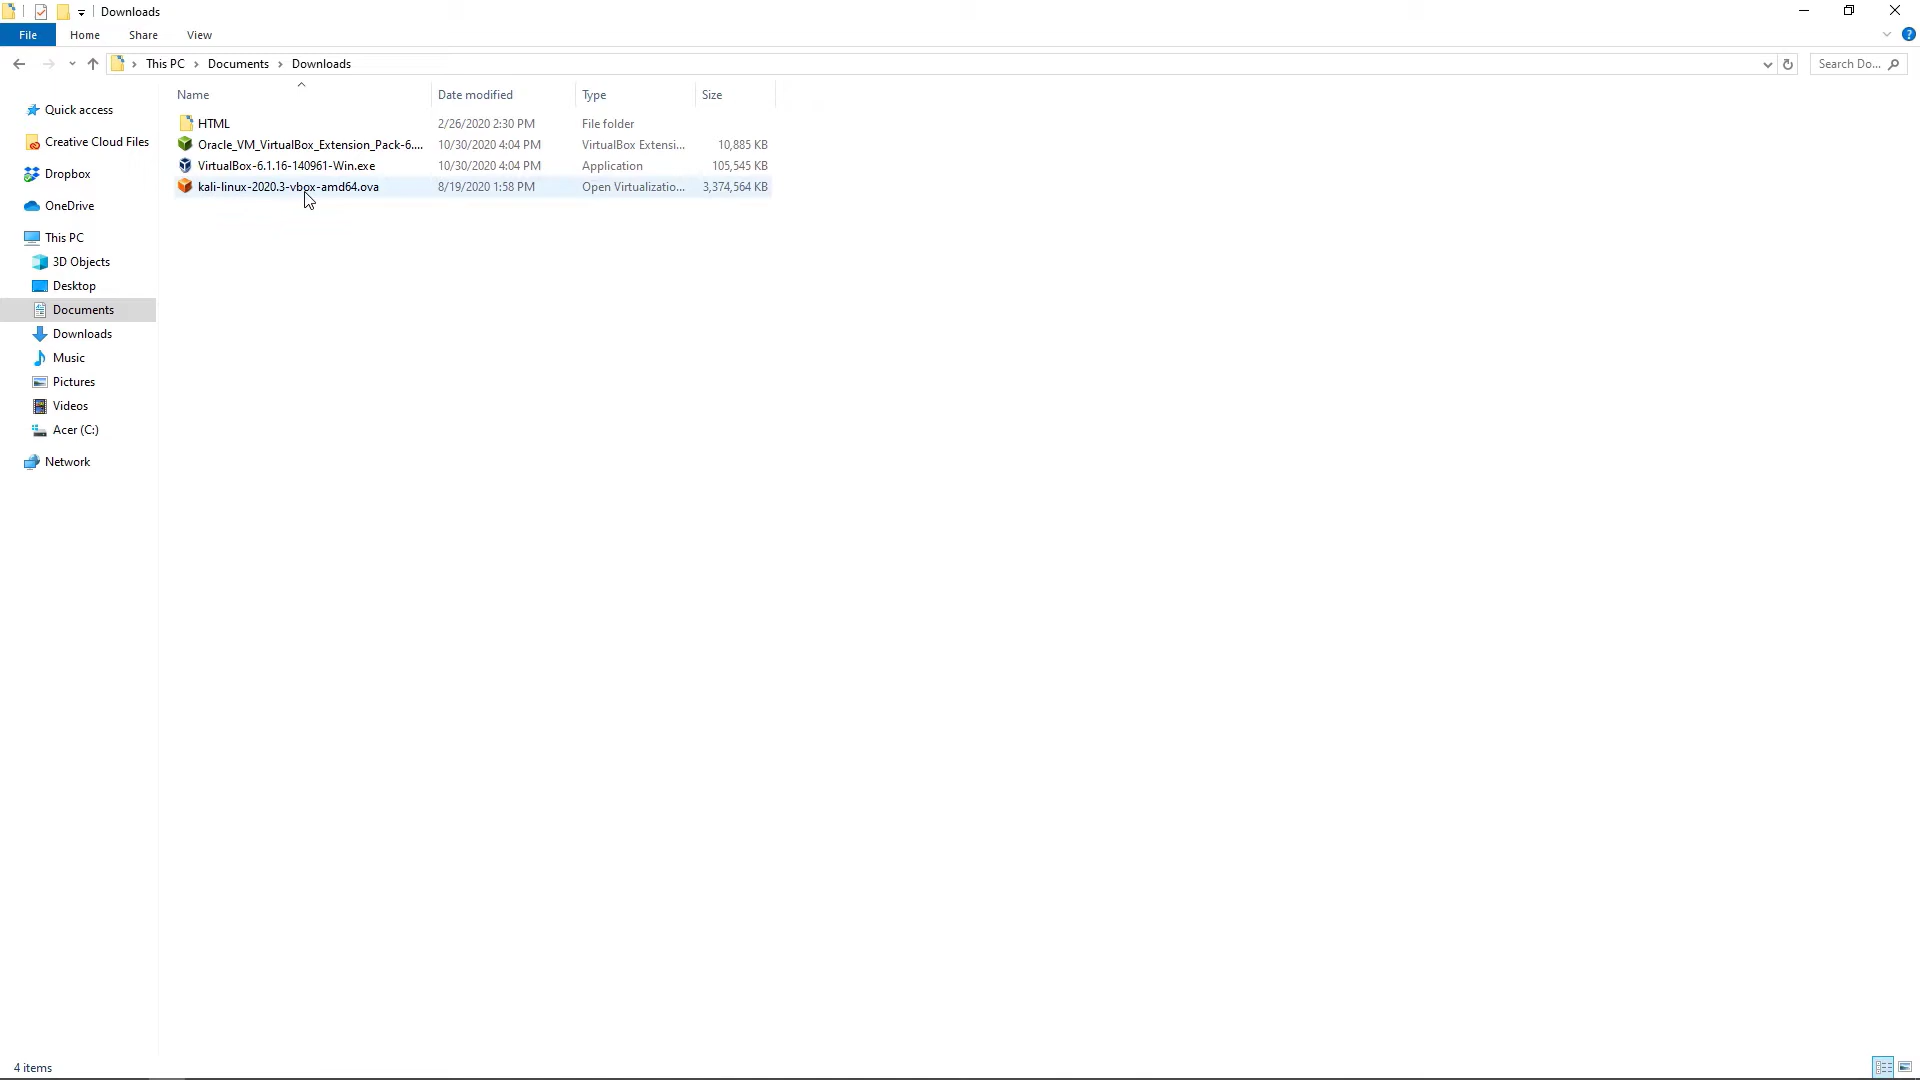 Downloads
File Home Share View
This PC Documents Downloads
Search Do...
Name Date modified Type Size
HTML 2/26/2020 2:30 PM File folder
Oracle_VM_VirtualBox_Extension_Pack-6.... 10/30/2020 4:04 PM VirtualBox Extensi... 10,885 KB
VirtualBox-6.1.16-140961-Win.exe 10/30/2020 4:04 PM Application 105,545 KB
kali-linux-2020.3-vbox-amd64.ova 8/19/2020 1:58 PM Open Virtualizatio... 3,374,564 KB
Quick access
Creative Cloud Files
Dropbox
OneDrive
This PC
3D Objects
Desktop
Documents
Downloads
Music
Pictures
Videos
Acer (C:)
Network
4 items